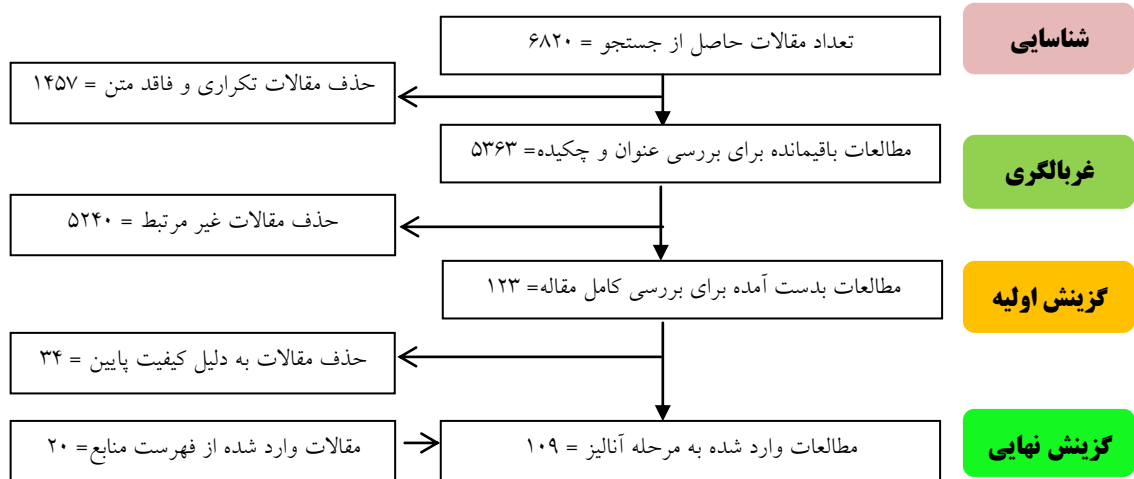 شناسایی
تعداد مقالات حاصل از جستجو = ۶۸۲۰
حذف مقالات تکراری و فاقد متن = ۱۴۵۷
غربالگری
مطالعات باقیمانده برای بررسی عنوان و چکیده= ۵۳۶۳
حذف مقالات غیر مرتبط = ۵۲۴۰
گزینش اولیه
مطالعات بدست آمده برای بررسی کامل مقاله= ۱۲۳
حذف مقالات به دلیل کیفیت پایین = ۳۴
گزینش نهایی
مطالعات وارد شده به مرحله آنالیز = ۱۰۹
مقالات وارد شده از فهرست منابع= ۲۰